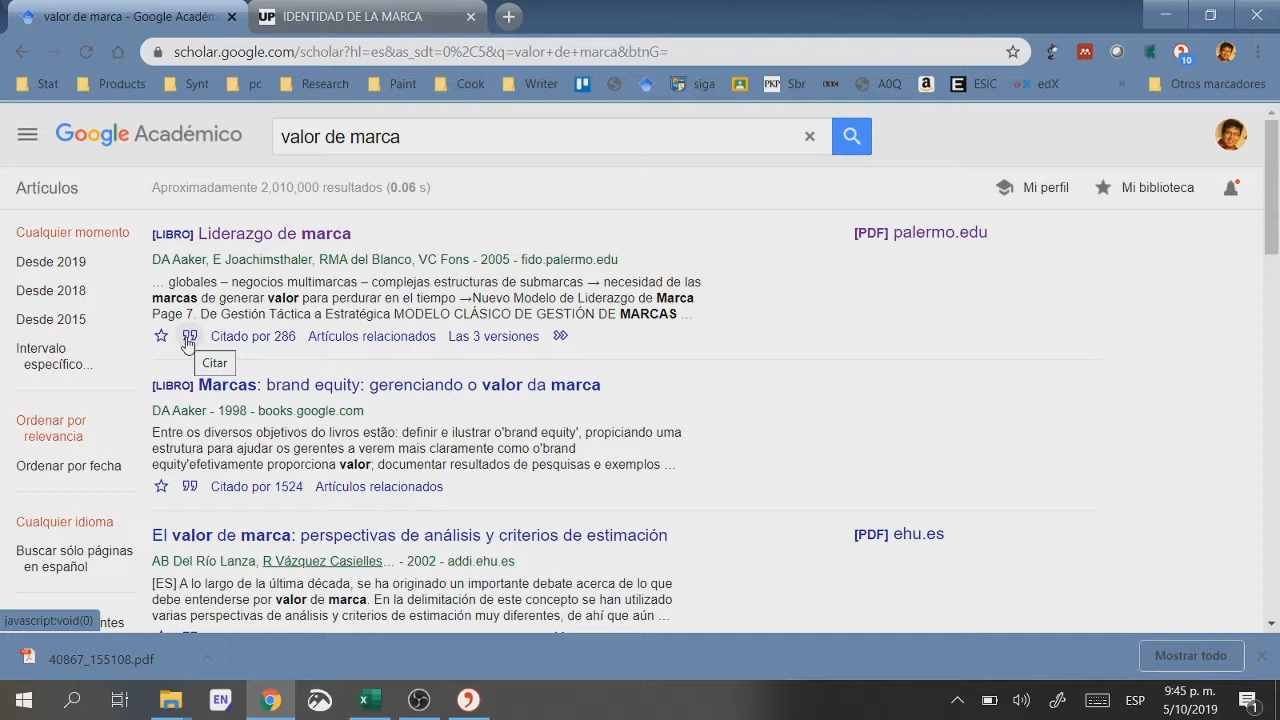 valor de marca - Google Académic
UP IDENTIDAD DE LA MARCA
scholar.google.com/scholar?hl=es&as_sdt=0%2C5&q=valor+de+marca&btnG=
10
Stat Products Synt pc Research Paint Cook Writer siga PKP Sbr A0Q a E ESIC edX » Otros marcadores
Google Académico
valor de marca
Artículos
Aproximadamente 2,010,000 resultados (0.06 s)
Mi perfil
Mi biblioteca
Cualquier momento
Desde 2019
Desde 2018
Desde 2015
Intervalo
específico...
Ordenar por
relevancia
Ordenar por fecha
Cualquier idioma
Buscar sólo páginas
en español
ntes
[LIBRO] Liderazgo de marca
[PDF] palermo.edu
DA Aaker, E Joachimsthaler, RMA del Blanco, VC Fons - 2005 - fido.palermo.edu
… globales – negocios multimarcas – complejas estructuras de submarcas → necesidad de las
marcas de generar valor para perdurar en el tiempo →Nuevo Modelo de Liderazgo de Marca
Page 7. De Gestión Táctica a Estratégica MODELO CLÁSICO DE GESTIÓN DE MARCAS …
Citado por 286 Artículos relacionados Las 3 versiones
Citar
[LIBRO] Marcas: brand equity: gerenciando o valor da marca
DA Aaker - 1998 - books.google.com
Entre os diversos objetivos do livros estão: definir e ilustrar o'brand equity', propiciando uma
estrutura para ajudar os gerentes a verem mais claramente como o'brand
equity'efetivamente proporciona valor; documentar resultados de pesquisas e exemplos …
Citado por 1524 Artículos relacionados
El valor de marca: perspectivas de análisis y criterios de estimación
[PDF] ehu.es
AB Del Río Lanza, R Vázquez Casielles… - 2002 - addi.ehu.es
[ES] A lo largo de la última década, se ha originado un importante debate acerca de lo que
debe entenderse por valor de marca. En la delimitación de este concepto se han utilizado
varias perspectivas de análisis y criterios de estimación muy diferentes, de ahí que aún …
javascript:void(0)
40867_155108.pdf
Mostrar todo
EN
ESP
9:45 p. m.
5/10/2019
1